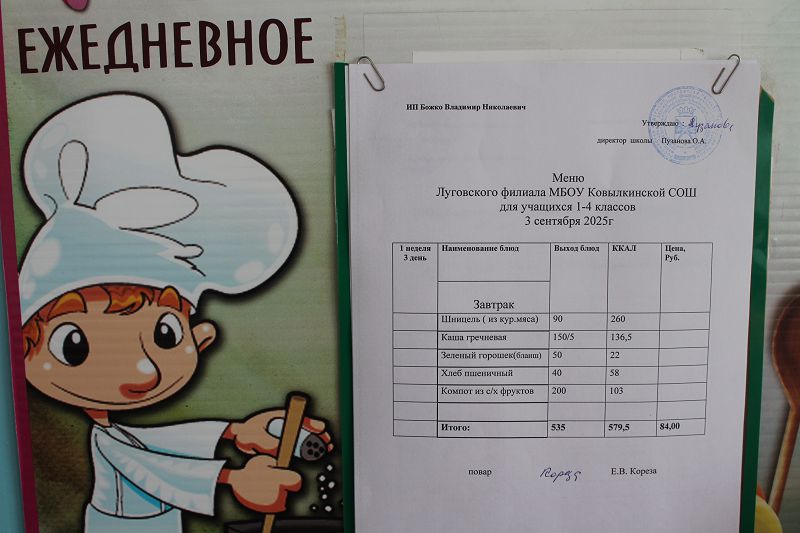 ЕЖЕДНЕВНОЕ
ИП Божко Владимир Николаевич
Утверждаю : Пузанова
директор школы Пузанова О.А.
Меню
Луговского филиала МБОУ Ковылкинской СОШ
для учащихся 1-4 классов
3 сентября 2025г
1 неделя 3 день Наименование блюд Выход блюд ККАЛ Цена, Руб.
Завтрак
Шницель ( из кур.мяса) 90 260
Каша гречневая 150/5 136,5
Зеленый горошек(бланш) 50 22
Хлеб пшеничный 40 58
Компот из с/х фруктов 200 103
Итого: 535 579,5 84,00
повар Е.В. Кореза